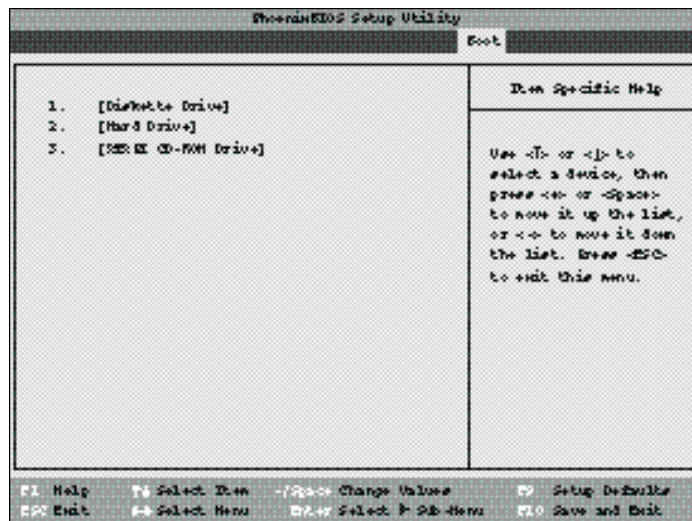 PhoenixBIOS Setup Utility
Boot
Item Specific Help
1. [Diskette Drive]
2. [Hard Drive]
3. [ CD-ROM Drive]
Use <↑> or <↓> to
select a device, then
press <+> or <Space>
to move it up the list,
or <-> to move it down
the list. Press <ESC>
to exit this menu.
F1 Help ↑↓ Select Item -/Space Change Values F9 Setup Defaults
ESC Exit ←→ Select Menu Enter Select ▶ Sub-Menu F10 Save and Exit